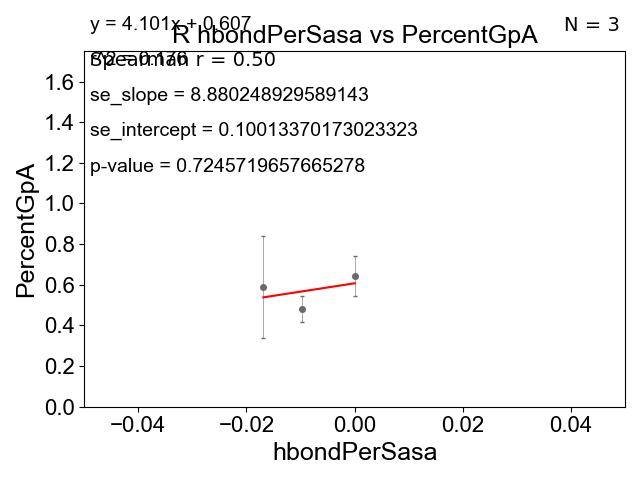 y = 4.101x + 0.607
N = 3
R hbondPerSasa vs PercentGpA
Spearman r = 0.50
= 0.176
se_slope = 8.880248929589143
se_intercept = 0.10013370173023323
p-value = 0.7245719657665278
PercentGpA
1.6
1.4
1.2
1.0
0.8
0.6
0.4
0.2
0.0
−0.04 −0.02 0.00 0.02 0.04
hbondPerSasa